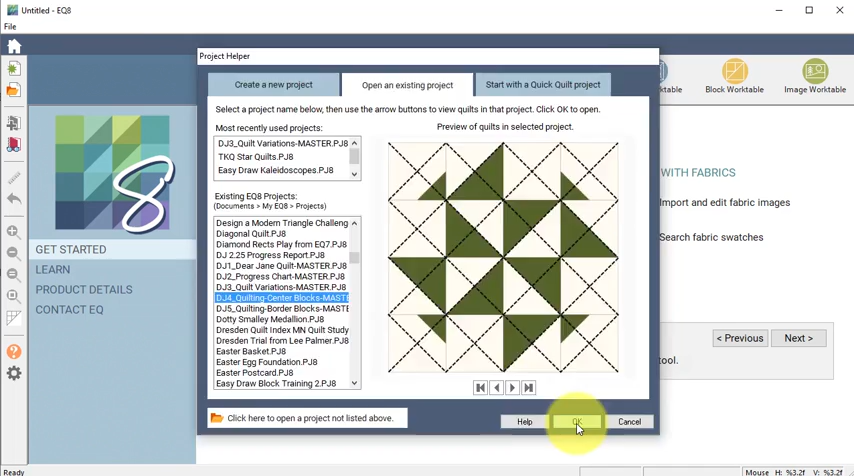 Untitled - EQ8
File
Project Helper
Create a new project
Open an existing project
Start with a Quick Quilt project
Select a project name below, then use the arrow buttons to view quilts in that project. Click OK to open.
Most recently used projects:
DJ3_Quilt Variations-MASTER.PJ8
TKQ Star Quilts.PJ8
Easy Draw Kaleidoscopes.PJ8
Existing EQ8 Projects:
(Documents > My EQ8 > Projects)
Design a Modern Triangle Challeng
Diagonal Quilt.PJ8
Diamond Rects Play from EQ7.PJ8
DJ 2.25 Progress Report.PJ8
DJ1_Dear Jane Quilt-MASTER.PJ8
DJ2_Progress Chart-MASTER.PJ8
DJ3_Quilt Variations-MASTER.PJ8
DJ4_Quilting-Center Blocks-MASTE
DJ5_Quilting-Border Blocks-MASTE
Dotty Smalley Medallion.PJ8
Dresden Quilt Index MN Quilt Study
Dresden Trial from Lee Palmer.PJ8
Easter Basket.PJ8
Easter Egg Foundation.PJ8
Easter Postcard.PJ8
Easy Draw Block Training 2.PJ8
Preview of quilts in selected project.
Click here to open a project not listed above.
Help
OK
Cancel
8
GET STARTED
LEARN
PRODUCT DETAILS
CONTACT EQ
ktable
Block Worktable
Image Worktable
WITH FABRICS
Import and edit fabric images
Search fabric swatches
< Previous
Next >
tool.
Ready
Mouse H: %3.2f V: %3.2f